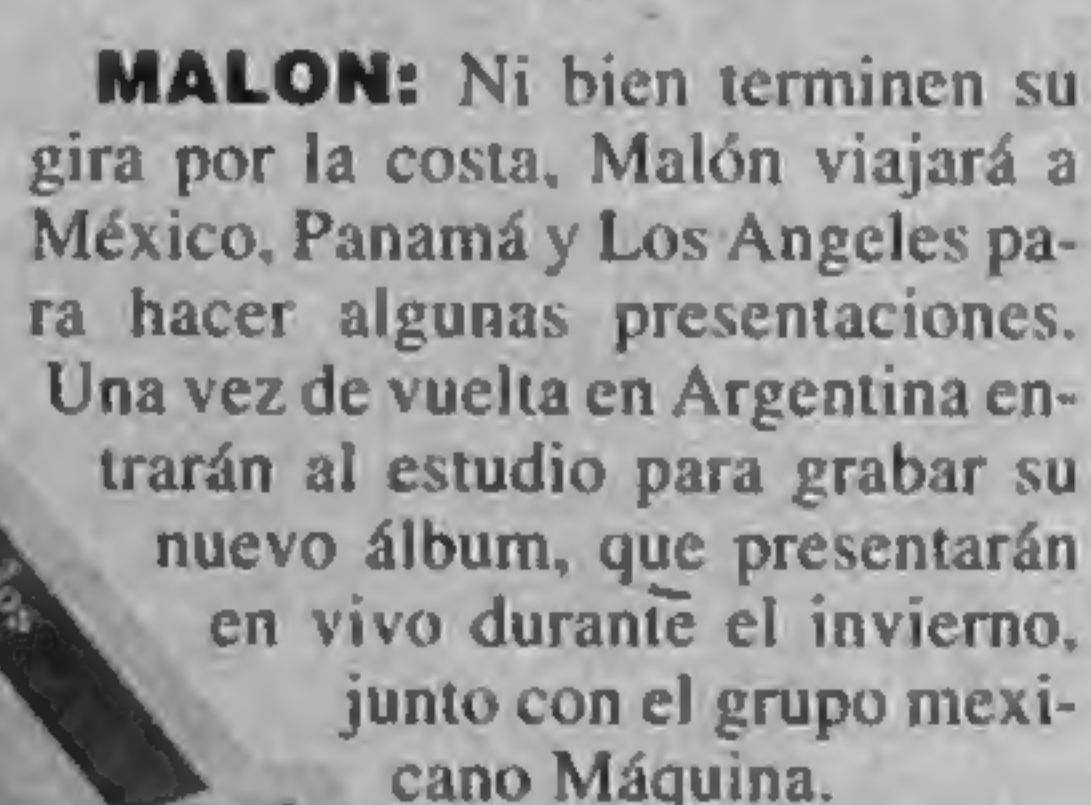 MALON: Ni bien terminen su
gira por la costa, Malón viajará a
México, Panamá y Los Angeles pa-
ra hacer algunas presentaciones.
Una vez de vuelta en Argentina en-
trarán al estudio para grabar su
nuevo álbum, que presentarán
en vivo durante el invierno,
junto con el grupo mexi-
cano Máquina.